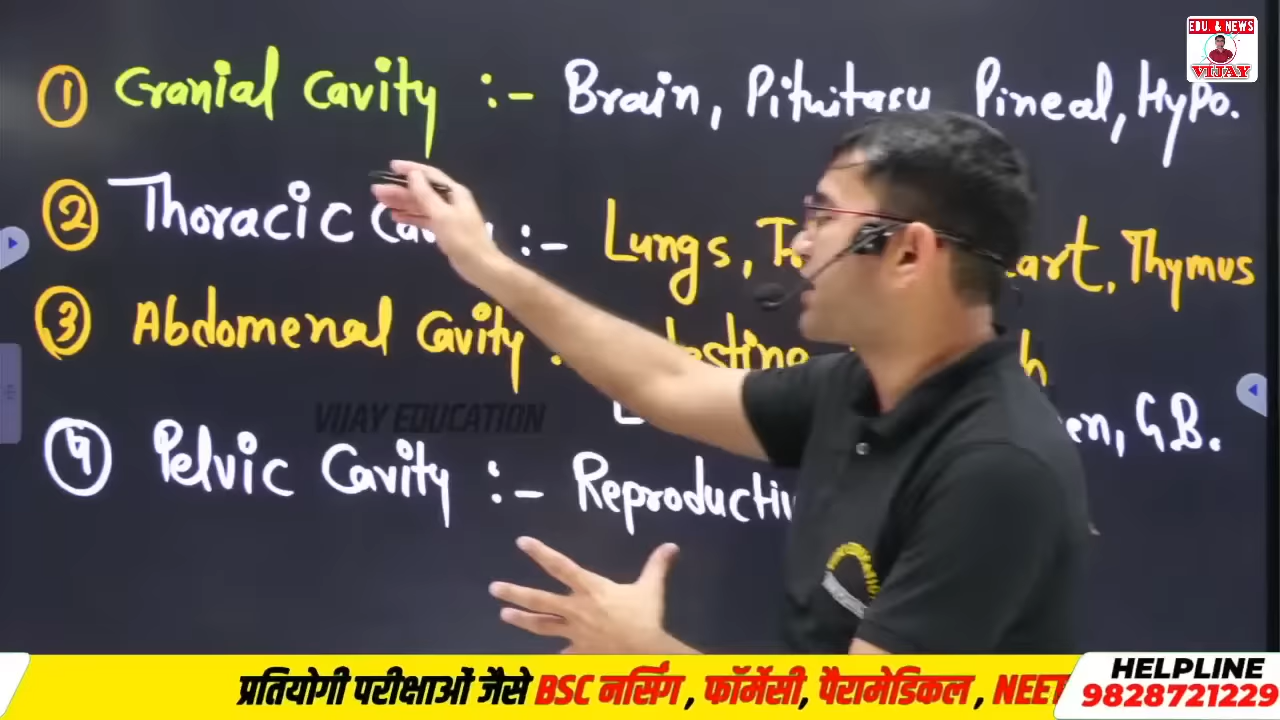 EDU. & NEWS
VIJAY
① Cranial Cavity :- Brain, Pituitary Pineal, Hypo.
② Thoracic :- Lungs, Thymus
③ Abdomenal Cavity
G.B.
④ Pelvic Cavity :-
VIJAY EDUCATION
प्रतियोगी परीक्षाओं जैसे BSC नर्सिंग, फॉर्मेसी, पैरामेडिकल, NEET
HELPLINE
9828721229